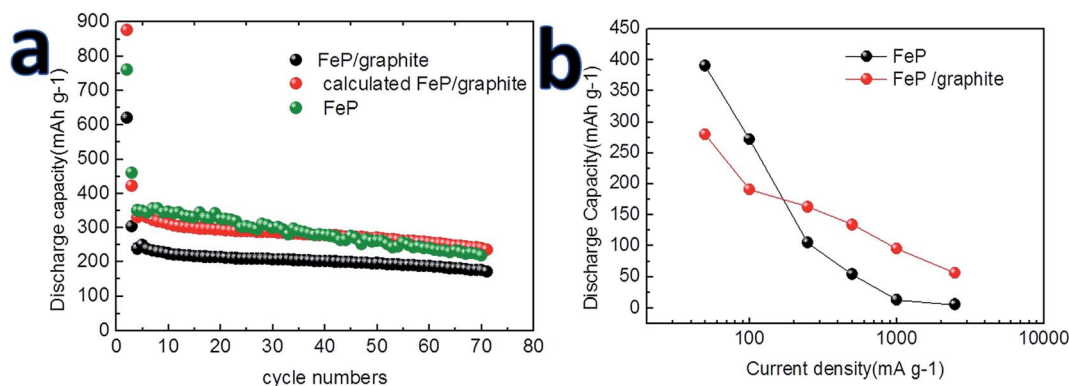 a
900
800
700
600
500
400
300
200
100
0
0 10 20 30 40 50 60 70 80
Discharge capacity(mAh g-1)
cycle numbers
FeP/graphite
calculated FeP/graphite
FeP
b
450
400
350
300
250
200
150
100
50
0
100 1000 10000
Discharge Capacity(mAh g-1)
Current density(mA g-1)
FeP
FeP /graphite